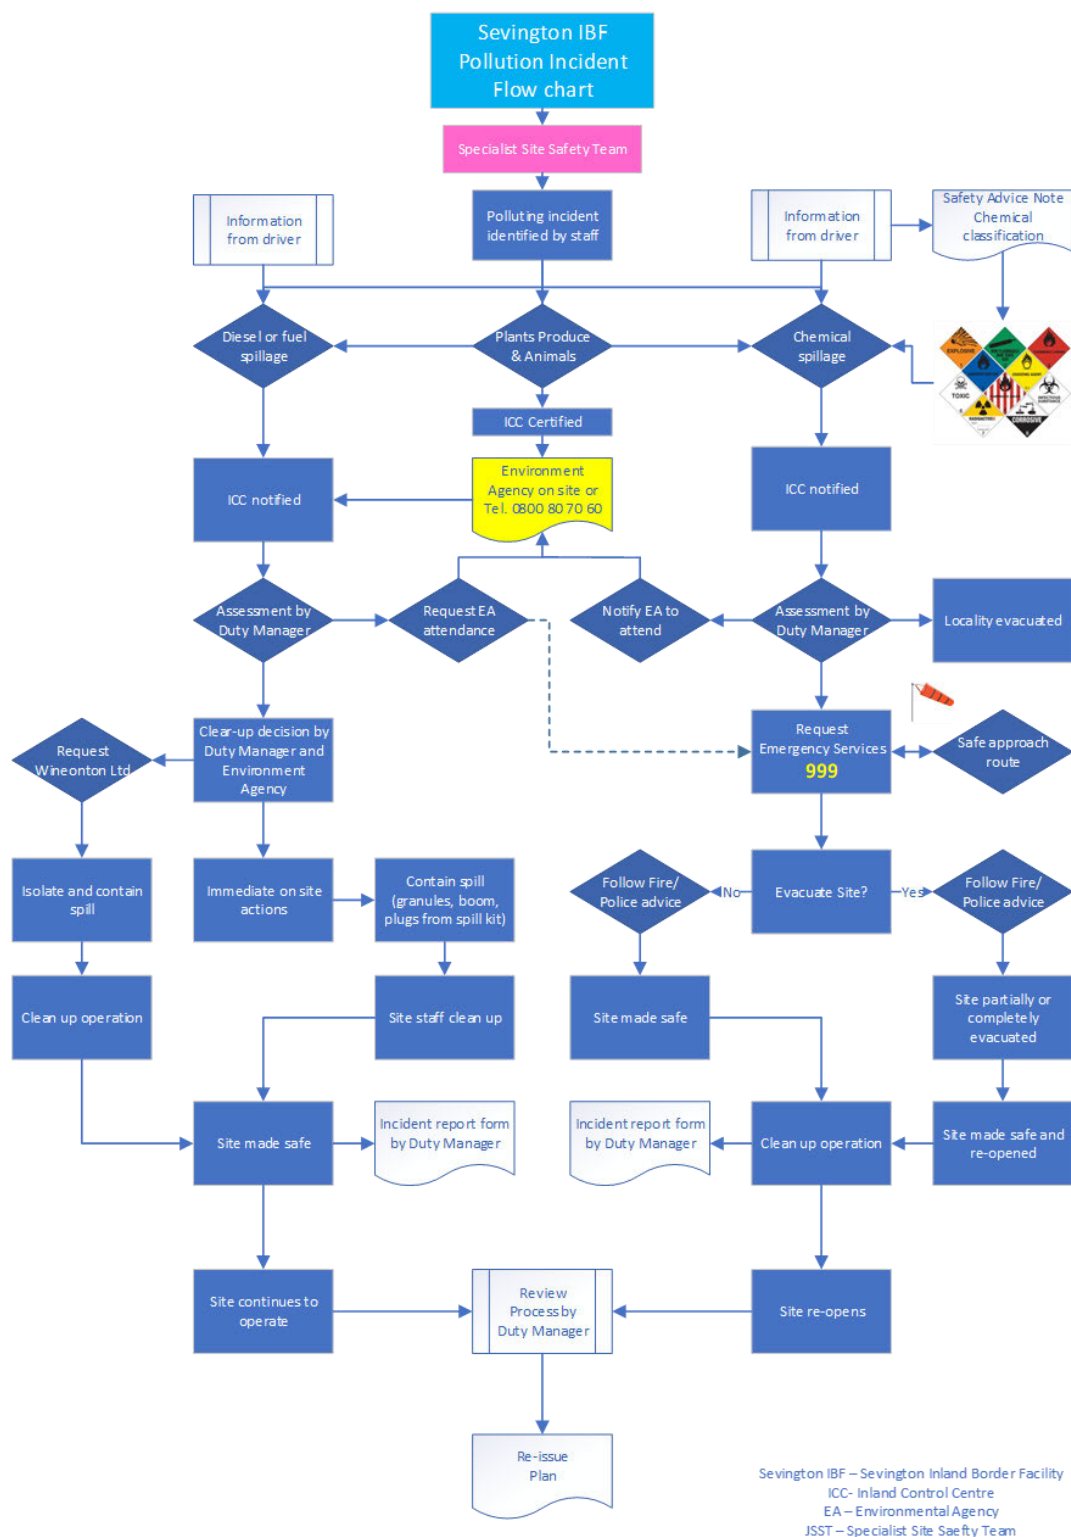 Sevington IBF
Pollution Incident
Flow chart
Specialist Site Safety Team
Information
from driver
Polluting incident
identified by staff
Information
from driver
Safety Advice Note
Chemical
classification
Diesel or fuel
spillage
Plants Produce
& Animals
Chemical
spillage
EXPLOSIVE
TOXIC
RADIOACTIVE
CORROSIVE
ICC Certified
ICC notified
Environment
Agency on site or
Tel. 0800 80 70 60
ICC notified
Assessment by
Duty Manager
Request EA
attendance
Notify EA to
attend
Assessment by
Duty Manager
Locality evacuated
Request
Wineonton Ltd
Clear-up decision by
Duty Manager and
Environment
Agency
Request
Emergency Services
999
Safe approach
route
Isolate and contain
spill
Immediate on site
actions
Contain spill
(granules, boom,
plugs from spill kit)
Follow Fire/
Police advice
No
Evacuate Site?
Yes
Follow Fire/
Police advice
Clean up operation
Site staff clean up
Site made safe
Site partially or
completely
evacuated
Site made safe
Incident report form
by Duty Manager
Incident report form
by Duty Manager
Clean up operation
Site made safe and
re-opened
Site continues to
operate
Review
Process by
Duty Manager
Site re-opens
Re-issue
Plan
Sevington IBF – Sevington Inland Border Facility
ICC- Inland Control Centre
EA – Environmental Agency
JSST – Specialist Site Saefty Team